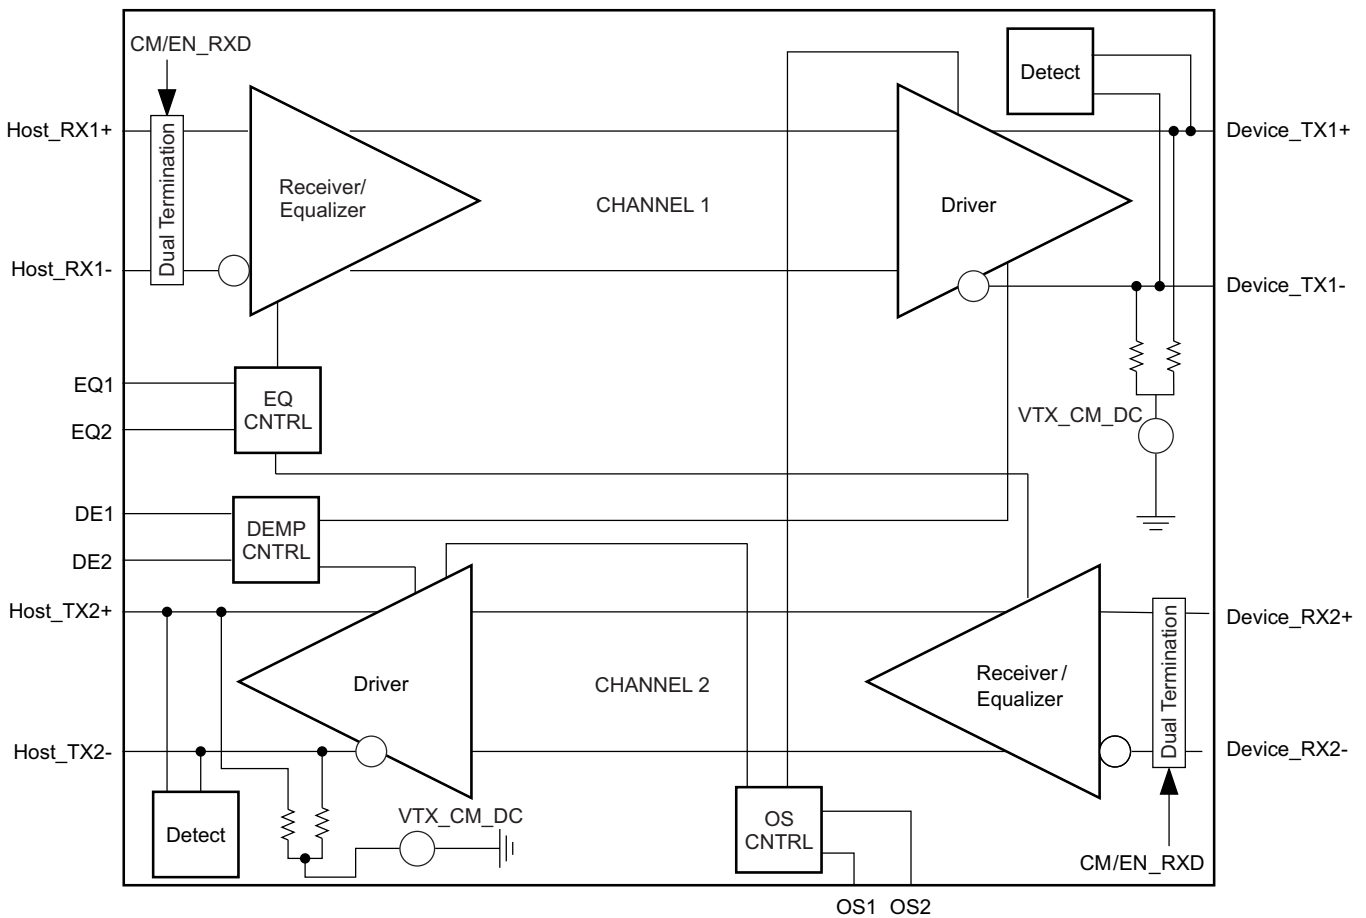 CM/EN_RXD
Detect
Host_RX1+
Device_TX1+
Dual Termination
Receiver/
Equalizer
CHANNEL 1
Driver
Host_RX1-
Device_TX1-
EQ1
EQ
CNTRL
EQ2
VTX_CM_DC
DE1
DEMP
CNTRL
DE2
Host_TX2+
Device_RX2+
Driver
CHANNEL 2
Receiver /
Equalizer
Dual Termination
Host_TX2-
Device_RX2-
Detect
VTX_CM_DC
OS
CNTRL
CM/EN_RXD
OS1
OS2